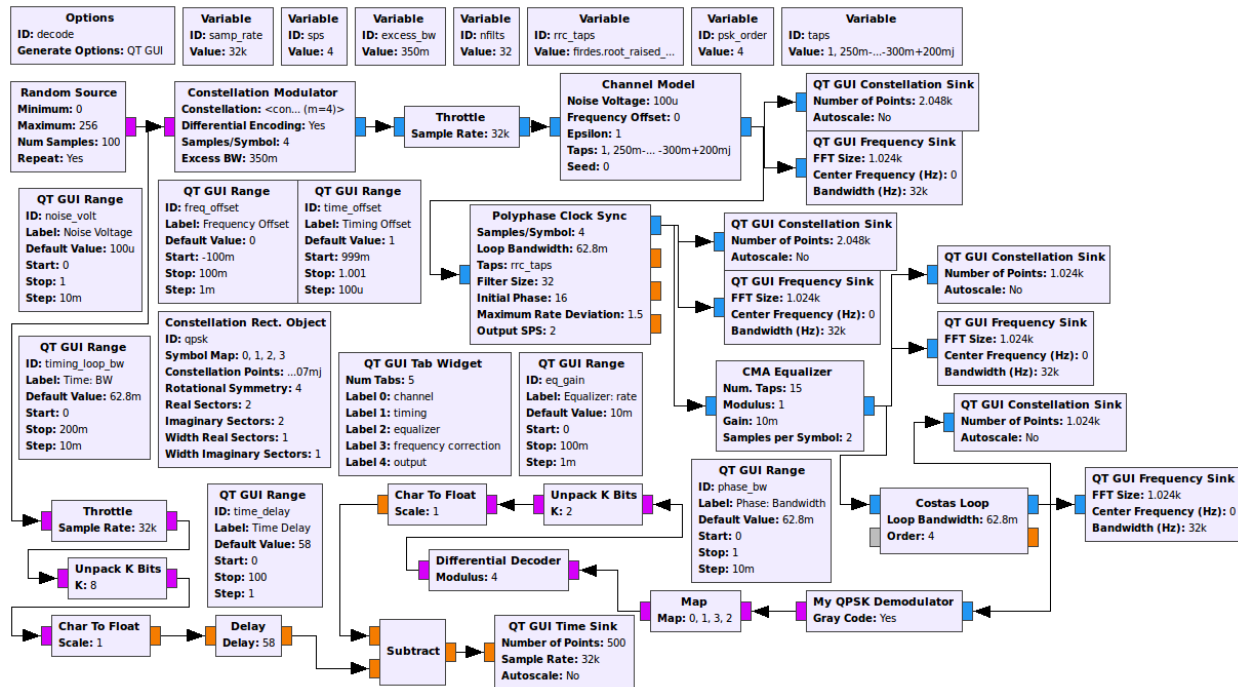 Options
ID: decode
Generate Options: QT GUI
Variable
ID: samp_rate
Value: 32k
Variable
ID: sps
Value: 4
Variable
ID: excess_bw
Value: 350m
Variable
ID: nfilts
Value: 32
Variable
ID: rrc_taps
Value: firdes.root_raised_...
Variable
ID: psk_order
Value: 4
Variable
ID: taps
Value: 1, 250m-...-300m+200mj
Random Source
Minimum: 0
Maximum: 256
Num Samples: 100
Repeat: Yes
Constellation Modulator
Constellation: <con... (m=4)>
Differential Encoding: Yes
Samples/Symbol: 4
Excess BW: 350m
Throttle
Sample Rate: 32k
Channel Model
Noise Voltage: 100u
Frequency Offset: 0
Epsilon: 1
Taps: 1, 250m-... -300m+200mj
Seed: 0
QT GUI Constellation Sink
Number of Points: 2.048k
Autoscale: No
QT GUI Frequency Sink
FFT Size: 1.024k
Center Frequency (Hz): 0
Bandwidth (Hz): 32k
QT GUI Range
ID: noise_volt
Label: Noise Voltage
Default Value: 100u
Start: 0
Stop: 1
Step: 10m
QT GUI Range
ID: freq_offset
Label: Frequency Offset
Default Value: 0
Start: -100m
Stop: 100m
Step: 1m
QT GUI Range
ID: time_offset
Label: Timing Offset
Default Value: 1
Start: 999m
Stop: 1.001
Step: 100u
Polyphase Clock Sync
Samples/Symbol: 4
Loop Bandwidth: 62.8m
Taps: rrc_taps
Filter Size: 32
Initial Phase: 16
Maximum Rate Deviation: 1.5
Output SPS: 2
QT GUI Constellation Sink
Number of Points: 2.048k
Autoscale: No
QT GUI Frequency Sink
FFT Size: 1.024k
Center Frequency (Hz): 0
Bandwidth (Hz): 32k
QT GUI Constellation Sink
Number of Points: 1.024k
Autoscale: No
QT GUI Frequency Sink
FFT Size: 1.024k
Center Frequency (Hz): 0
Bandwidth (Hz): 32k
QT GUI Range
ID: timing_loop_bw
Label: Time: BW
Default Value: 62.8m
Start: 0
Stop: 200m
Step: 10m
Constellation Rect. Object
ID: qpsk
Symbol Map: 0, 1, 2, 3
Constellation Points: ...07mj
Rotational Symmetry: 4
Real Sectors: 2
Imaginary Sectors: 2
Width Real Sectors: 1
Width Imaginary Sectors: 1
QT GUI Tab Widget
Num Tabs: 5
Label 0: channel
Label 1: timing
Label 2: equalizer
Label 3: frequency correction
Label 4: output
QT GUI Range
ID: eq_gain
Label: Equalizer: rate
Default Value: 10m
Start: 0
Stop: 100m
Step: 1m
CMA Equalizer
Num. Taps: 15
Modulus: 1
Gain: 10m
Samples per Symbol: 2
QT GUI Constellation Sink
Number of Points: 1.024k
Autoscale: No
QT GUI Range
ID: phase_bw
Label: Phase: Bandwidth
Default Value: 62.8m
Start: 0
Stop: 1
Step: 10m
Costas Loop
Loop Bandwidth: 62.8m
Order: 4
QT GUI Frequency Sink
FFT Size: 1.024k
Center Frequency (Hz): 0
Bandwidth (Hz): 32k
Throttle
Sample Rate: 32k
QT GUI Range
ID: time_delay
Label: Time Delay
Default Value: 58
Start: 0
Stop: 100
Step: 1
Char To Float
Scale: 1
Unpack K Bits
K: 2
Unpack K Bits
K: 8
Differential Decoder
Modulus: 4
Map
Map: 0, 1, 3, 2
My QPSK Demodulator
Gray Code: Yes
Char To Float
Scale: 1
Delay
Delay: 58
Subtract
QT GUI Time Sink
Number of Points: 500
Sample Rate: 32k
Autoscale: No